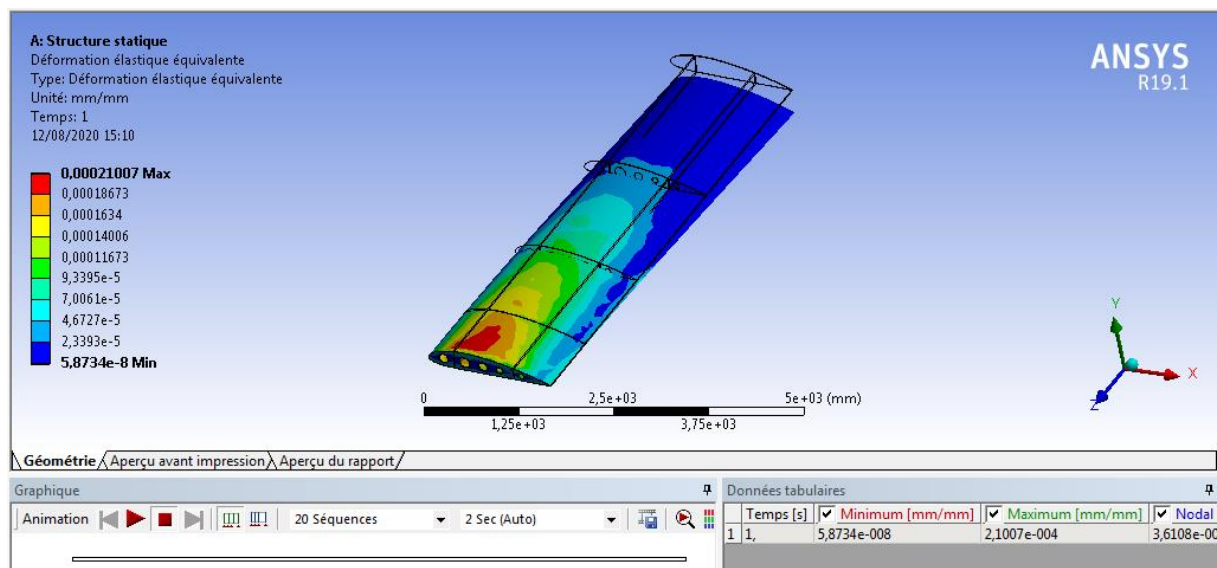 A: Structure statique
Déformation élastique équivalente
Type: Déformation élastique équivalente
Unité: mm/mm
Temps: 1
12/08/2020 15:10
ANSYS
R19.1
0,00021007 Max
0,00018673
0,0001634
0,00014006
0,00011673
9,3395e-5
7,0061e-5
4,6727e-5
2,3393e-5
5,8734e-8 Min
0 2,5e+03 5e+03 (mm)
1,25e+03 3,75e+03
Y
X
Z
Géométrie Aperçu avant impression Aperçu du rapport
Graphique
Animation 20 Séquences 2 Sec (Auto)
Données tabulaires
Temps [s] Minimum [mm/mm] Maximum [mm/mm] Nodal
1 1, 5,8734e-008 2,1007e-004 3,6108e-00